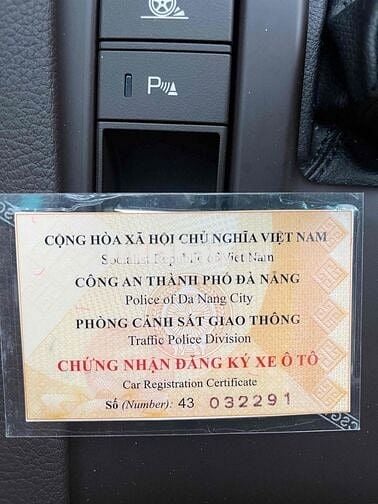 P
CỘNG HÒA XÃ HỘI CHỦ NGHĨA VIỆT NAM
Socialist Republic of Viet Nam
CÔNG AN THÀNH PHỐ ĐÀ NẴNG
Police of Da Nang City
PHÒNG CẢNH SÁT GIAO THÔNG
Traffic Police Division
CHỨNG NHẬN ĐĂNG KÝ XE Ô TÔ
Car Registration Certificate
Số (Number): 43 032291